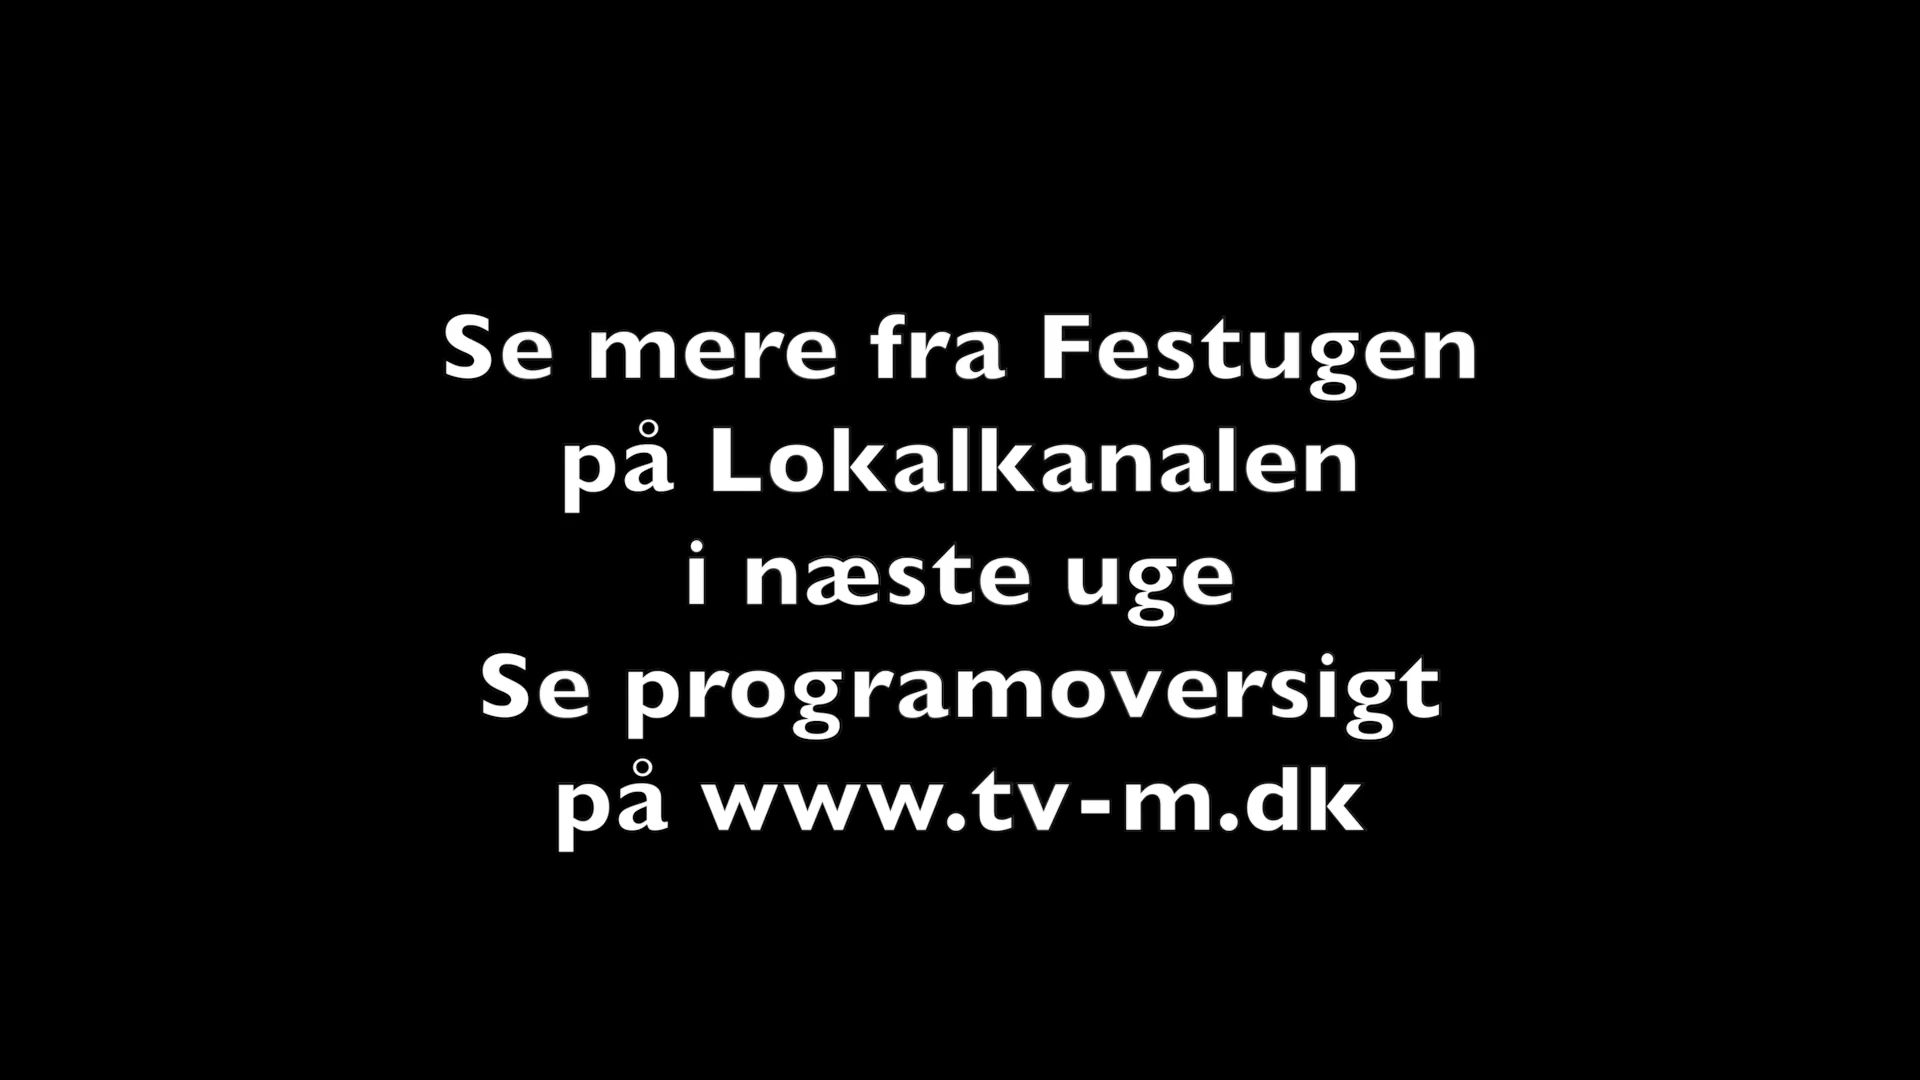 Se mere fra Festugen
på Lokalkanalen
i næste uge
Se programoversigt
på www.tv-m.dk